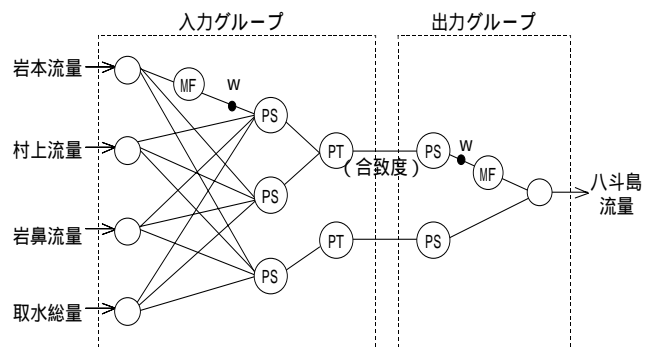 入力グループ
出力グループ
岩本流量
MF
w
PS
村上流量
PT
(合致度)
PS
w
MF
八斗島
流量
PS
岩鼻流量
PT
PS
PS
取水総量